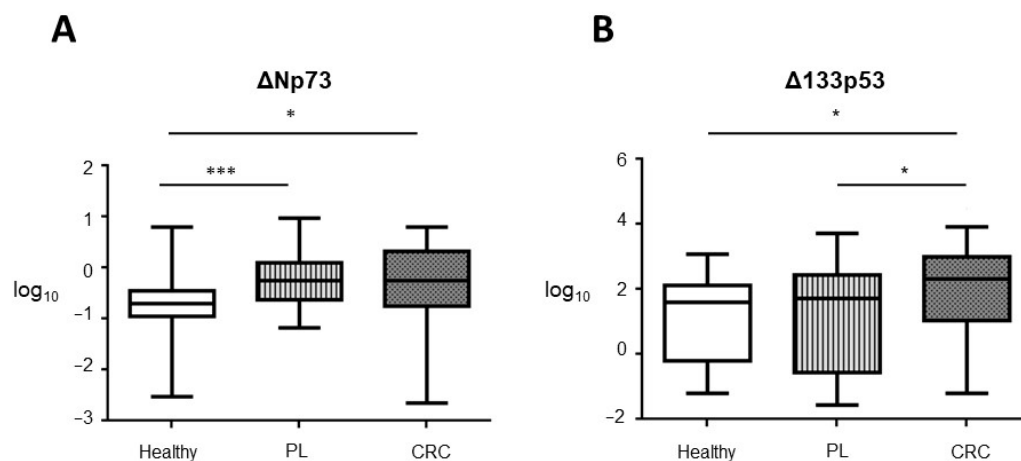 A
ΔNp73
*
***
2
1
0
−1
−2
−3
log₁₀
Healthy PL CRC
B
Δ133p53
*
*
6
4
2
0
−2
log₁₀
Healthy PL CRC